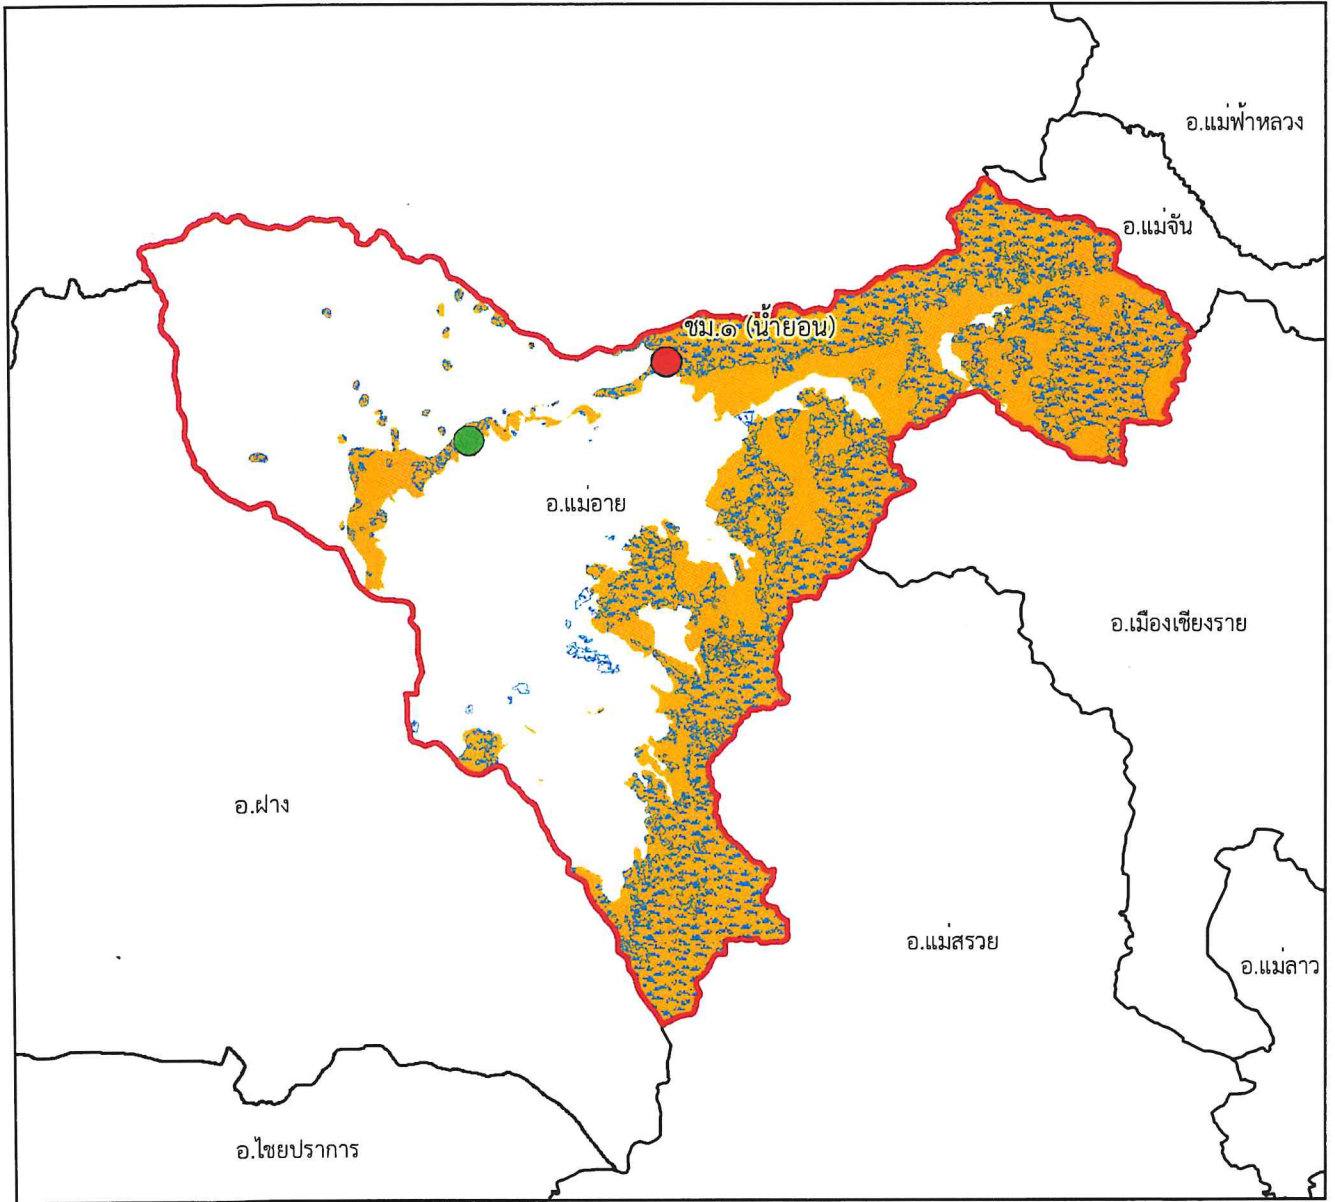 อ.แม่ฟ้าหลวง
อ.แม่จัน
ชม.๑ (น้ำยอน)
อ.แม่อาย
อ.เมืองเชียงราย
อ.ฝาง
อ.แม่สรวย
อ.แม่ลาว
อ.ไชยปราการ